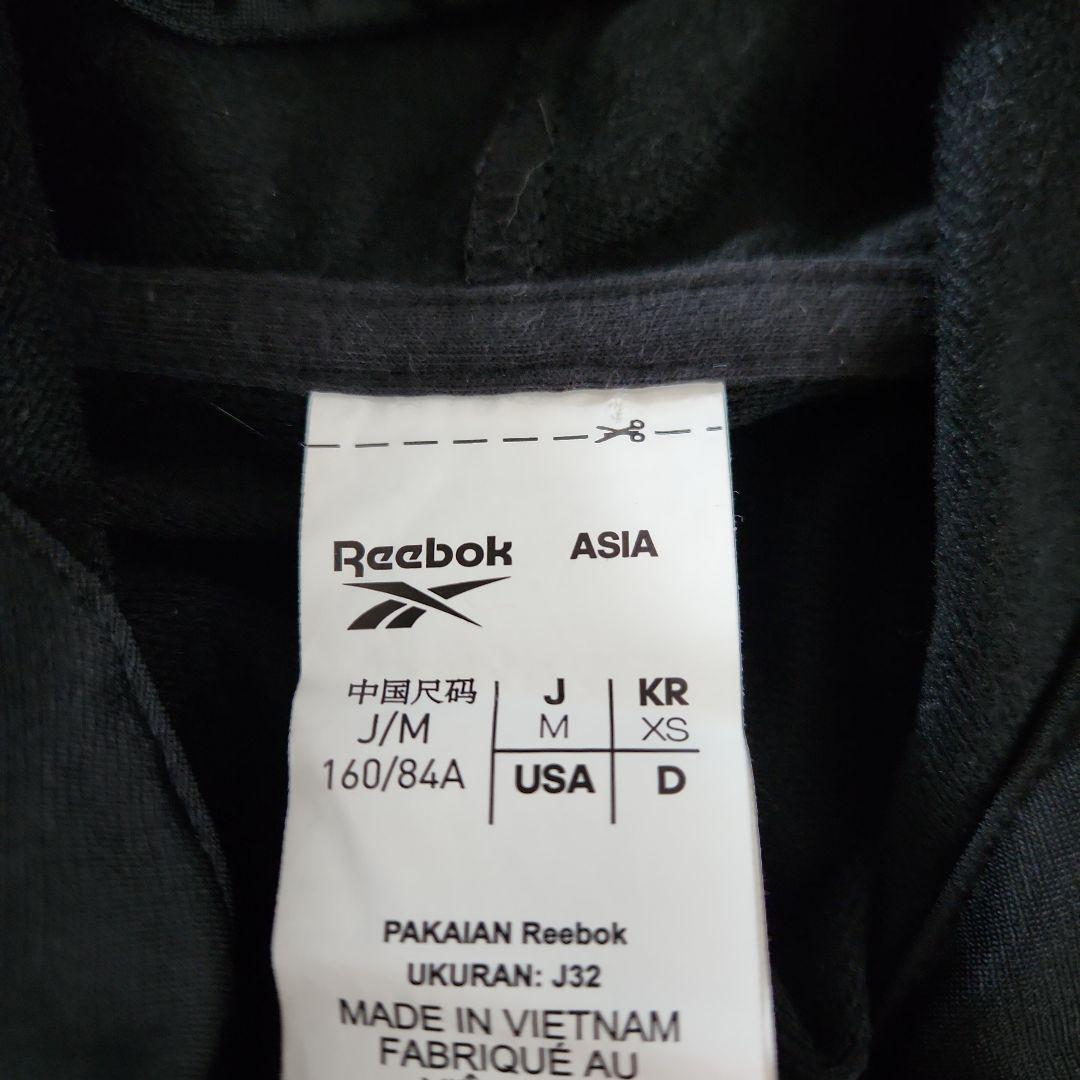 Reebok ASIA
中国尺码 J KR
J/M M XS
160/84A USA D
PAKAIAN Reebok
UKURAN: J32
MADE IN VIETNAM
FABRIQUÉ AU